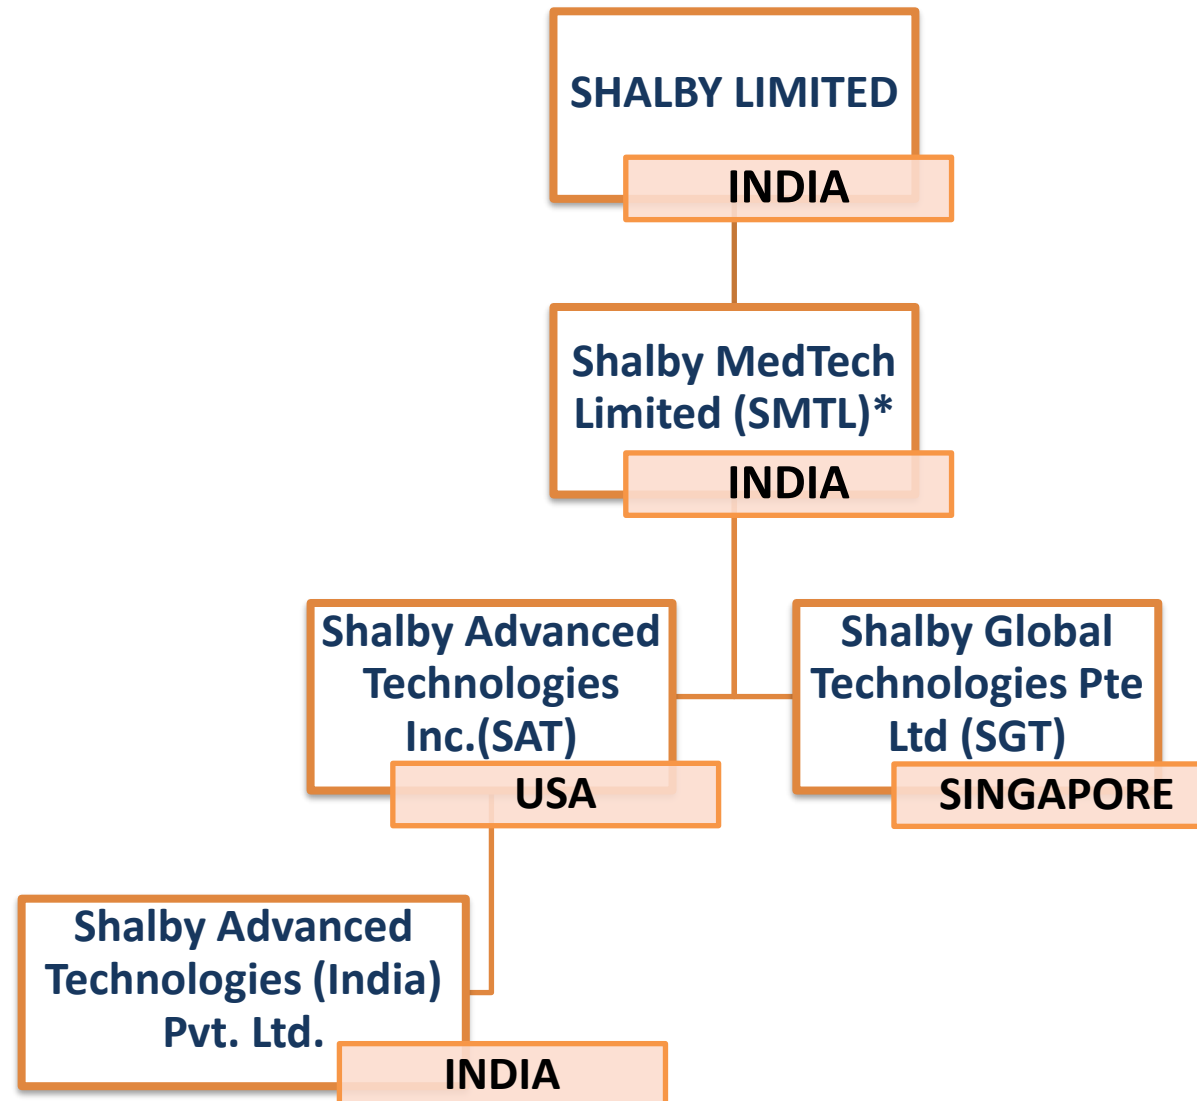 SHALBY LIMITED
INDIA
Shalby MedTech
Limited (SMTL)*
INDIA
Shalby Advanced
Technologies
Inc.(SAT)
USA
Shalby Global
Technologies Pte
Ltd (SGT)
SINGAPORE
Shalby Advanced
Technologies (India)
Pvt. Ltd.
INDIA